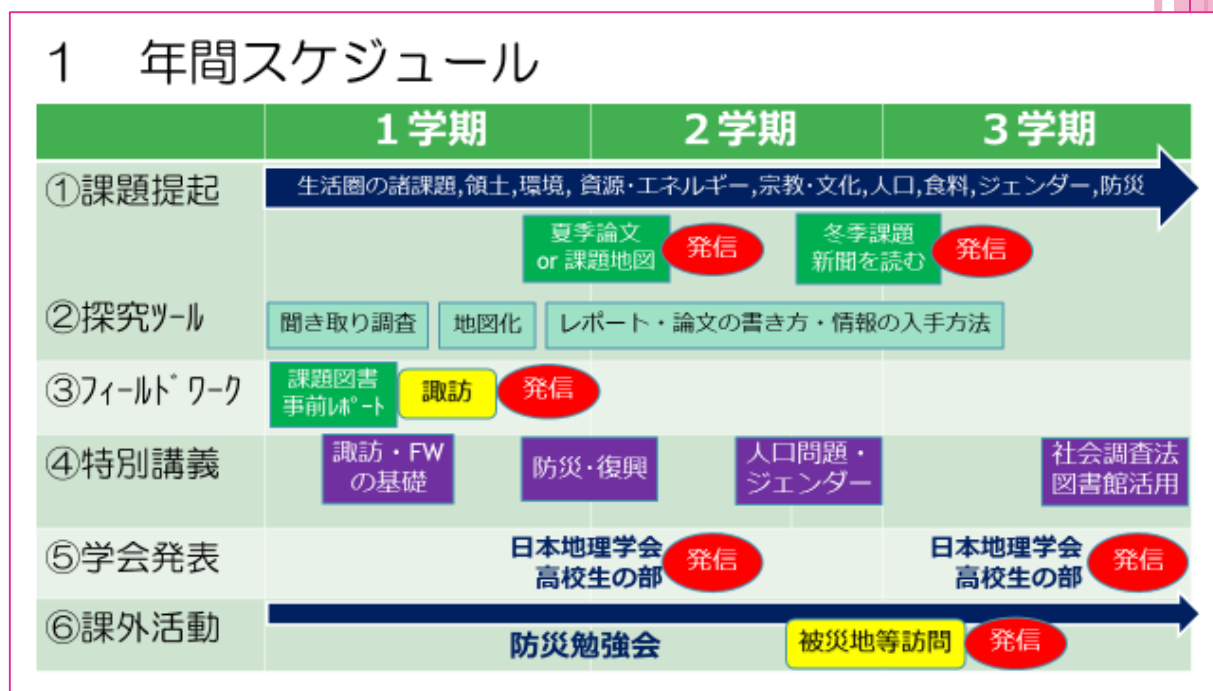 1 年間スケジュール
1学期 2学期 3学期
①課題提起
生活圏の諸課題,領土,環境, 資源・エネルギー,宗教・文化,人口,食料,ジェンダー,防災
夏季論文
or 課題地図
発信
冬季課題
新聞を読む
発信
②探究ﾂｰﾙ
聞き取り調査 地図化 レポート・論文の書き方・情報の入手方法
③ﾌｨｰﾙﾄﾞﾜｰｸ
課題図書
事前ﾚﾎﾟｰﾄ
諏訪
発信
④特別講義
諏訪・FW
の基礎
防災・復興
人口問題・
ジェンダー
社会調査法
図書館活用
⑤学会発表
日本地理学会
高校生の部
発信
日本地理学会
高校生の部
発信
⑥課外活動
防災勉強会
被災地等訪問
発信